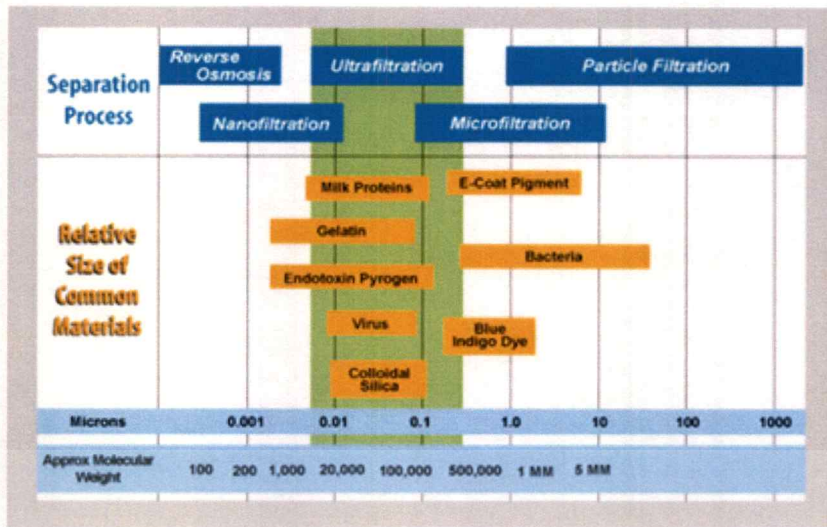 Separation
Process
Reverse
Osmosis
Ultrafiltration
Particle Filtration
Nanofiltration
Microfiltration
Relative
Size of
Common
Materials
Milk Proteins
E-Coat Pigment
Gelatin
Bacteria
Endotoxin Pyrogen
Virus
Blue
Indigo Dye
Colloidal
Silica
Microns 0.001 0.01 0.1 1.0 10 100 1000
Approx Molecular
Weight
100 200 1,000 20,000 100,000 500,000 1 MM 5 MM